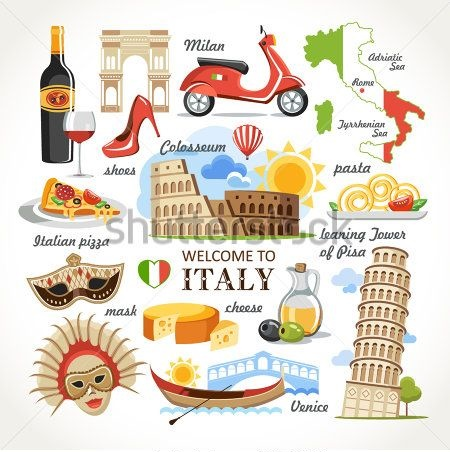 Milan
Adriatic
Sea
Rome
Tyrrhenian
Sea
shoes
Colosseum
pasta
Italian pizza
leaning Tower
of Pisa
WELCOME TO
ITALY
mask
cheese
Venice
shutterstock